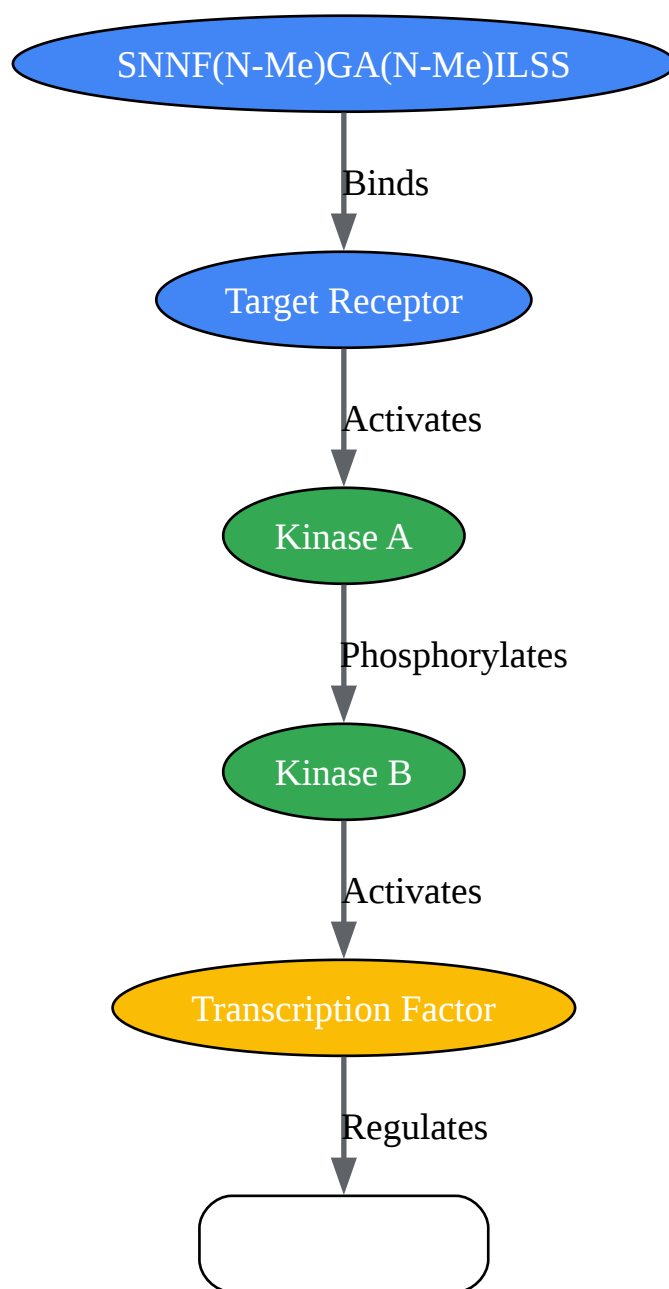 SNNF(N-Me)GA(N-Me)ILSS
Binds
Target Receptor
Activates
Kinase A
Phosphorylates
Kinase B
Activates
Transcription Factor
Regulates